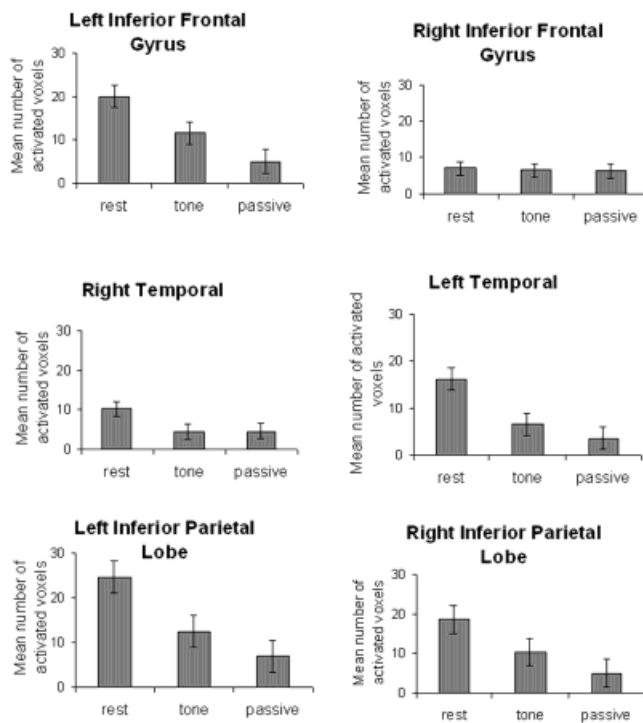 Left Inferior Frontal
Gyrus
Mean number of
activated voxels
30
20
10
0
rest tone passive
Right Inferior Frontal
Gyrus
Mean number of
activated voxels
30
20
10
0
rest tone passive
Right Temporal
Mean number of
activated voxels
30
20
10
0
rest tone passive
Left Temporal
Mean number of activated
voxels
30
20
10
0
rest tone passive
Left Inferior Parietal
Lobe
Mean number of
activated voxels
30
20
10
0
rest tone passive
Right Inferior Parietal
Lobe
Mean number of
activated voxels
30
20
10
0
rest tone passive